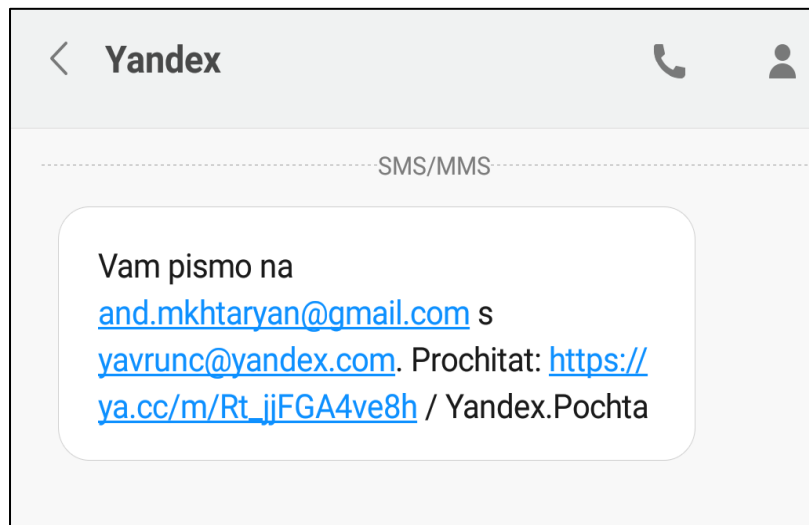 Yandex
SMS/MMS
Vam pismo na
and.mkhtaryan@gmail.com s
yavrunc@yandex.com. Prochitat: https://
ya.cc/m/Rt_jjFGA4ve8h / Yandex.Pochta